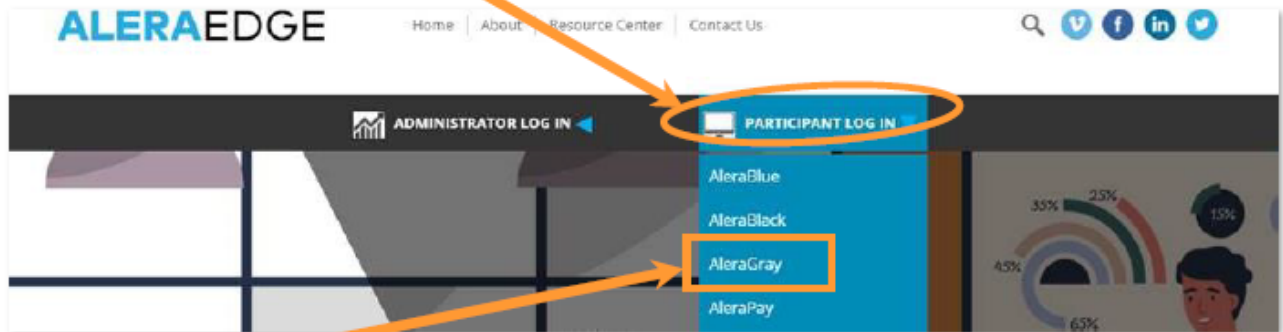 ALERAEDGE
Home About Resource Center Contact Us
ADMINISTRATOR LOG IN
PARTICIPANT LOG IN
AleraBlue
AleraBlack
AleraGray
AleraPay
35% 25%
15%
45%
65%